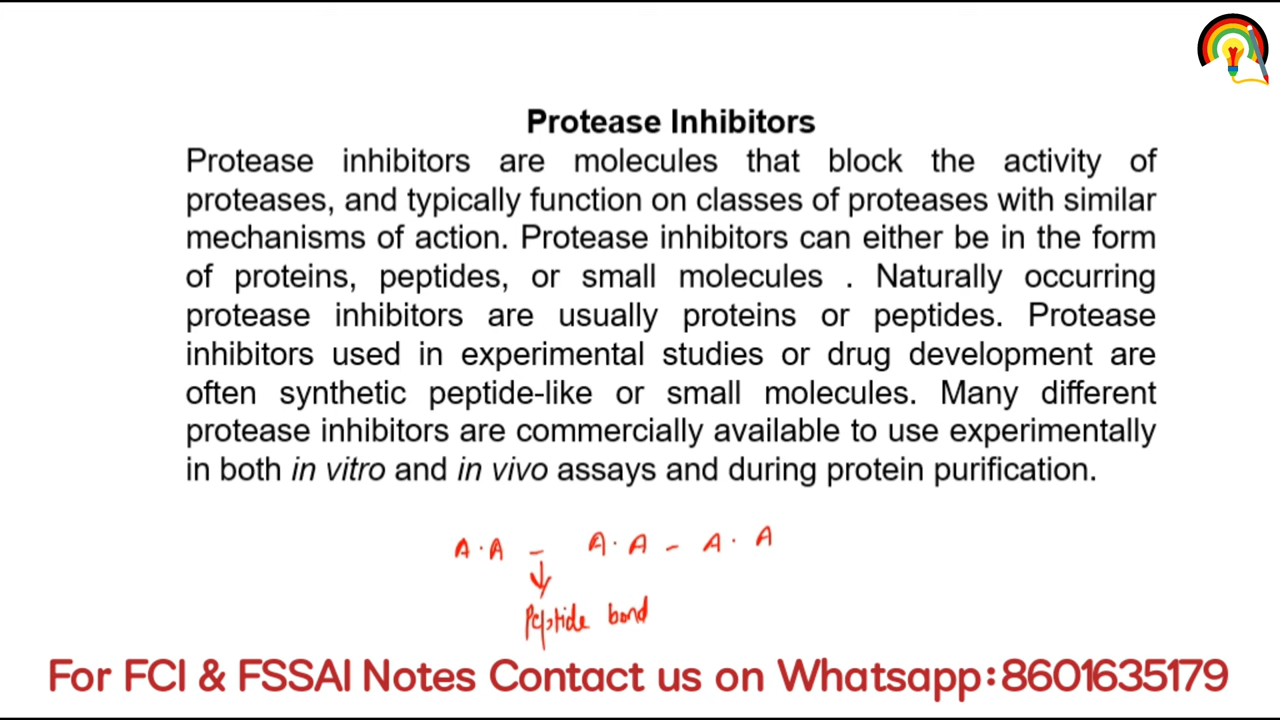 Protease Inhibitors
Protease inhibitors are molecules that block the activity of
proteases, and typically function on classes of proteases with similar
mechanisms of action. Protease inhibitors can either be in the form
of proteins, peptides, or small molecules . Naturally occurring
protease inhibitors are usually proteins or peptides. Protease
inhibitors used in experimental studies or drug development are
often synthetic peptide-like or small molecules. Many different
protease inhibitors are commercially available to use experimentally
in both in vitro and in vivo assays and during protein purification.
A.A - A.A - A.A
Peptide bond
For FCI & FSSAI Notes Contact us on Whatsapp:8601635179